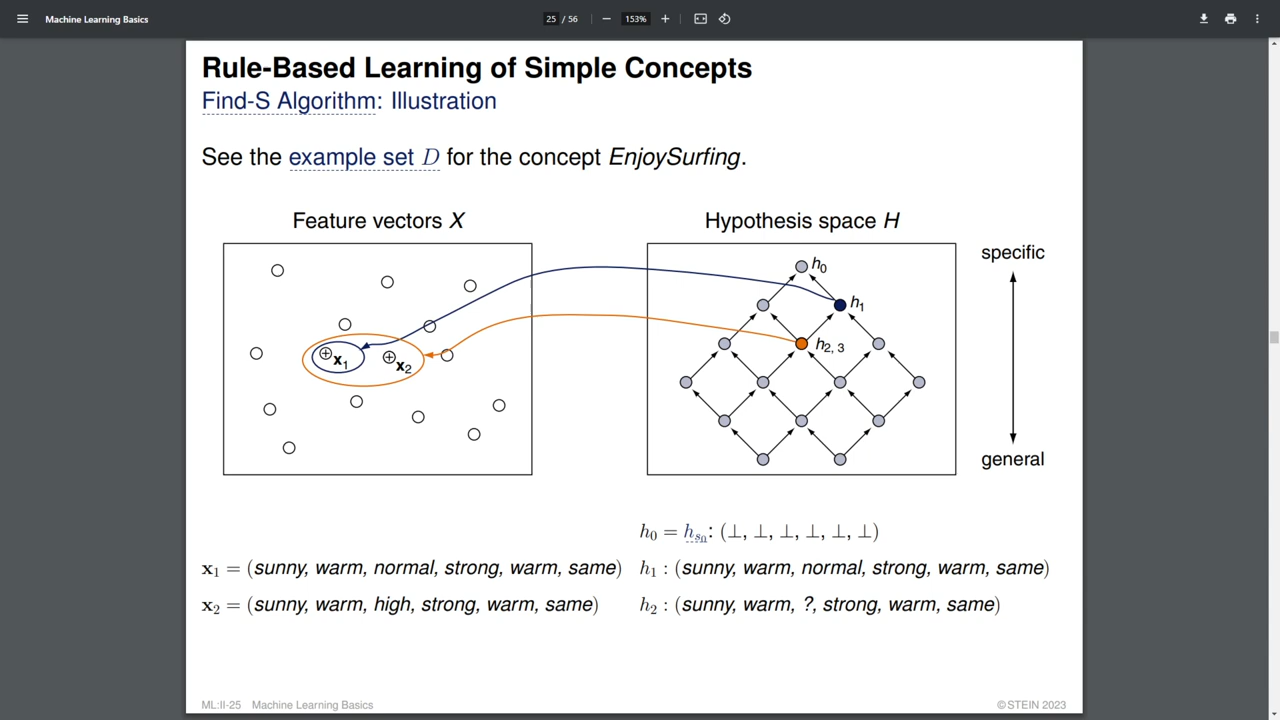 Machine Learning Basics
25 / 56
153%
Rule-Based Learning of Simple Concepts
Find-S Algorithm: Illustration
See the example set D for the concept EnjoySurfing.
Feature vectors X
Hypothesis space H
h0
h1
h2, 3
x1
x2
specific
general
h0 = hs0: (⊥, ⊥, ⊥, ⊥, ⊥, ⊥)
x1 = (sunny, warm, normal, strong, warm, same)
h1 : (sunny, warm, normal, strong, warm, same)
x2 = (sunny, warm, high, strong, warm, same)
h2 : (sunny, warm, ?, strong, warm, same)
ML:II-25 Machine Learning Basics
©STEIN 2023